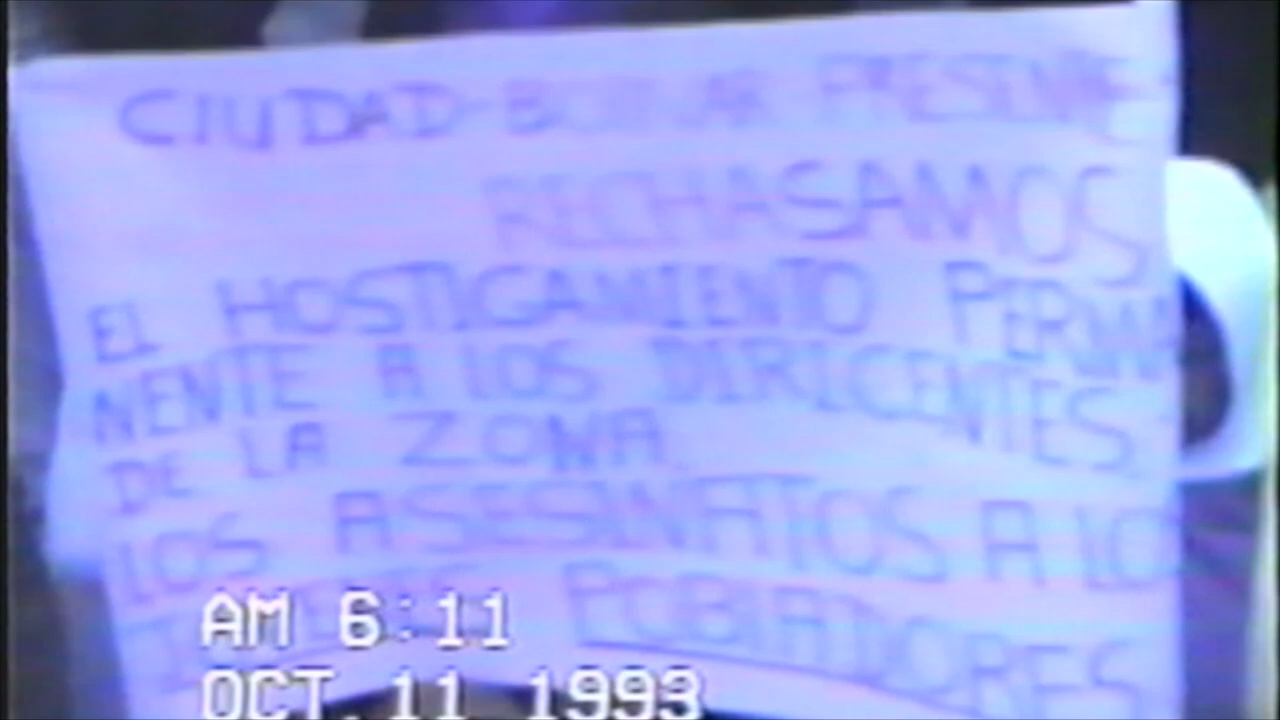 CIUDAD-BOLIVAR PRESENTE
RECHASAMOS
EL HOSTIGAMIENTO PERMA
NENTE A LOS DIRIGENTES
DE LA ZONA.
LOS ASESINATOS A LO
POBLADORES
AM 6:11
OCT. 11 1993